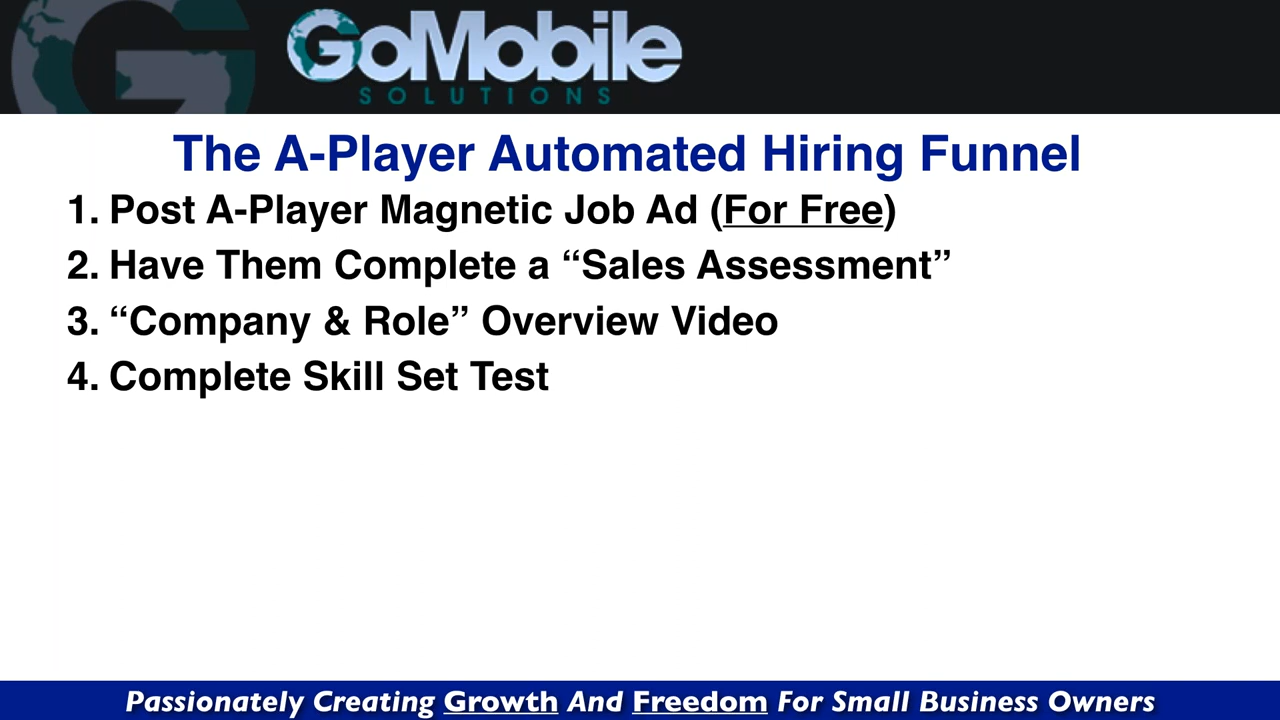 GoMobile
SOLUTIONS
The A-Player Automated Hiring Funnel
1. Post A-Player Magnetic Job Ad (For Free)
2. Have Them Complete a “Sales Assessment”
3. “Company & Role” Overview Video
4. Complete Skill Set Test
Passionately Creating Growth And Freedom For Small Business Owners